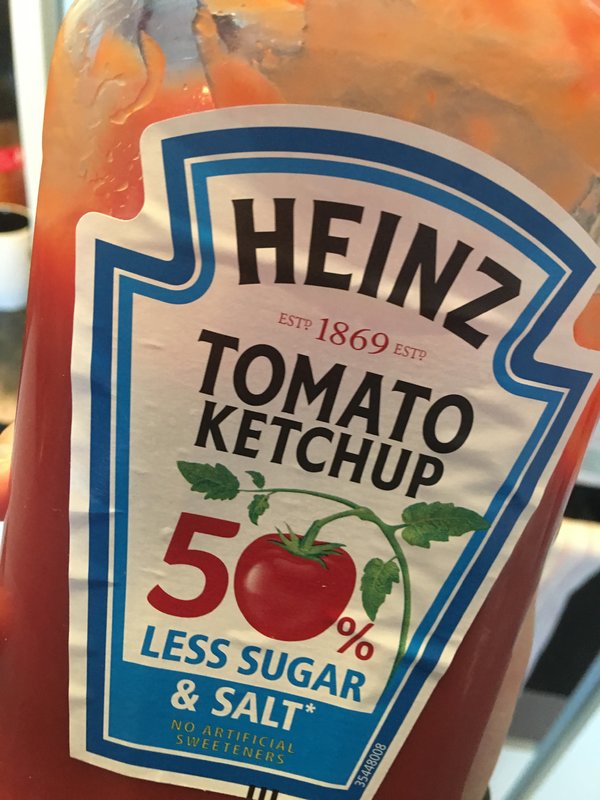 HEINZ
ESTD 1869 ESTD
TOMATO
KETCHUP
50%
LESS SUGAR
& SALT*
NO ARTIFICIAL
SWEETENERS
35448008